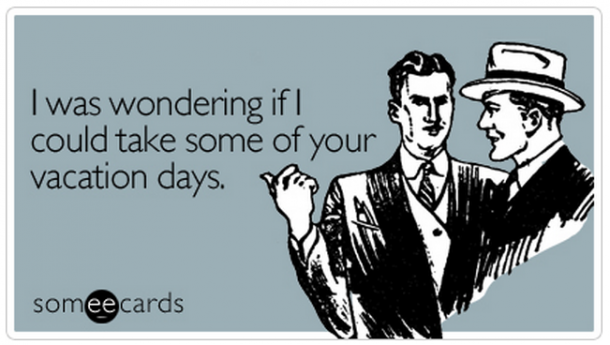 I was wondering if I
could take some of your
vacation days.
someecards